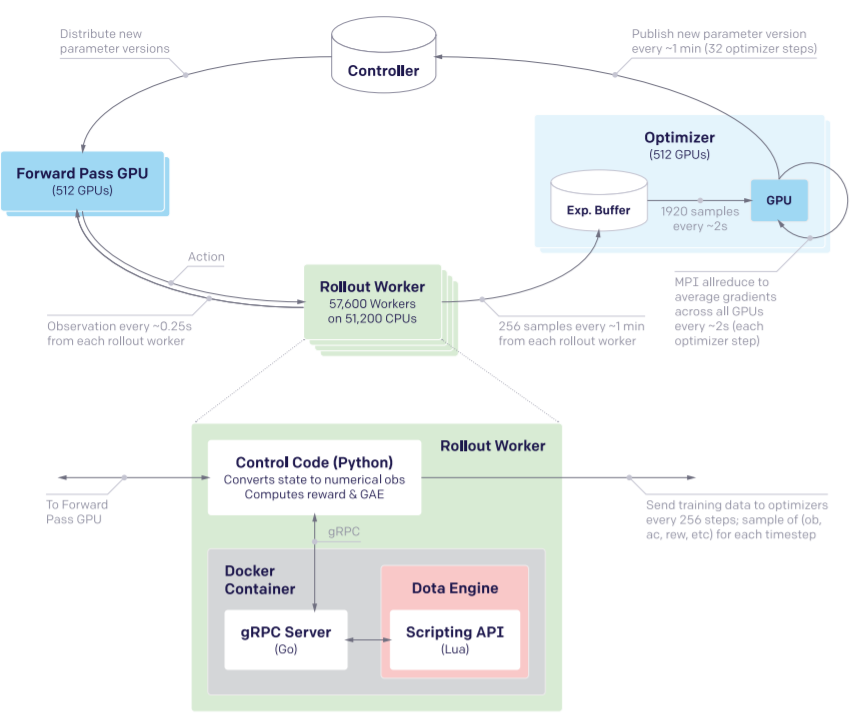 Distribute new
parameter versions
Controller
Publish new parameter version
every ~1 min (32 optimizer steps)
Forward Pass GPU
(512 GPUs)
Optimizer
(512 GPUs)
Exp. Buffer
1920 samples
every ~2s
GPU
Action
Observation every ~0.25s
from each rollout worker
Rollout Worker
57,600 Workers
on 51,200 CPUs
256 samples every ~1 min
from each rollout worker
MPI allreduce to
average gradients
across all GPUs
every ~2s (each
optimizer step)
Rollout Worker
Control Code (Python)
Converts state to numerical obs
Computes reward & GAE
To Forward
Pass GPU
Send training data to optimizers
every 256 steps; sample of (ob,
ac, rew, etc) for each timestep
gRPC
Docker
Container
Dota Engine
gRPC Server
(Go)
Scripting API
(Lua)